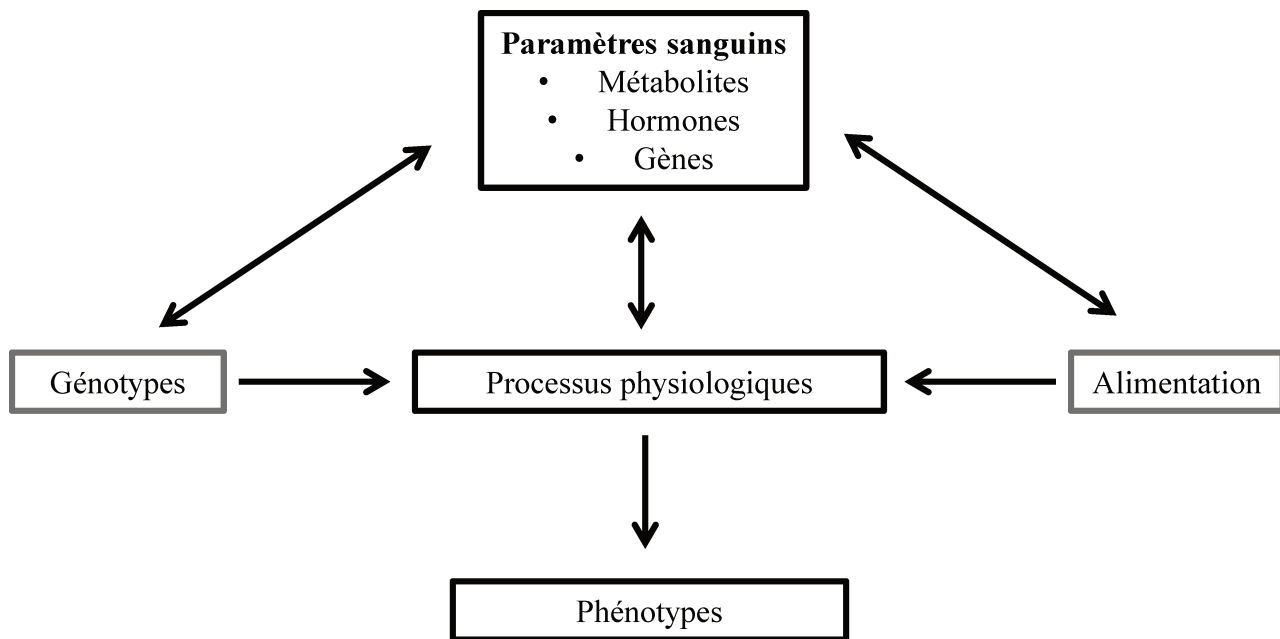 Paramètres sanguins
• Métabolites
• Hormones
• Gènes
Génotypes
Processus physiologiques
Alimentation
Phénotypes